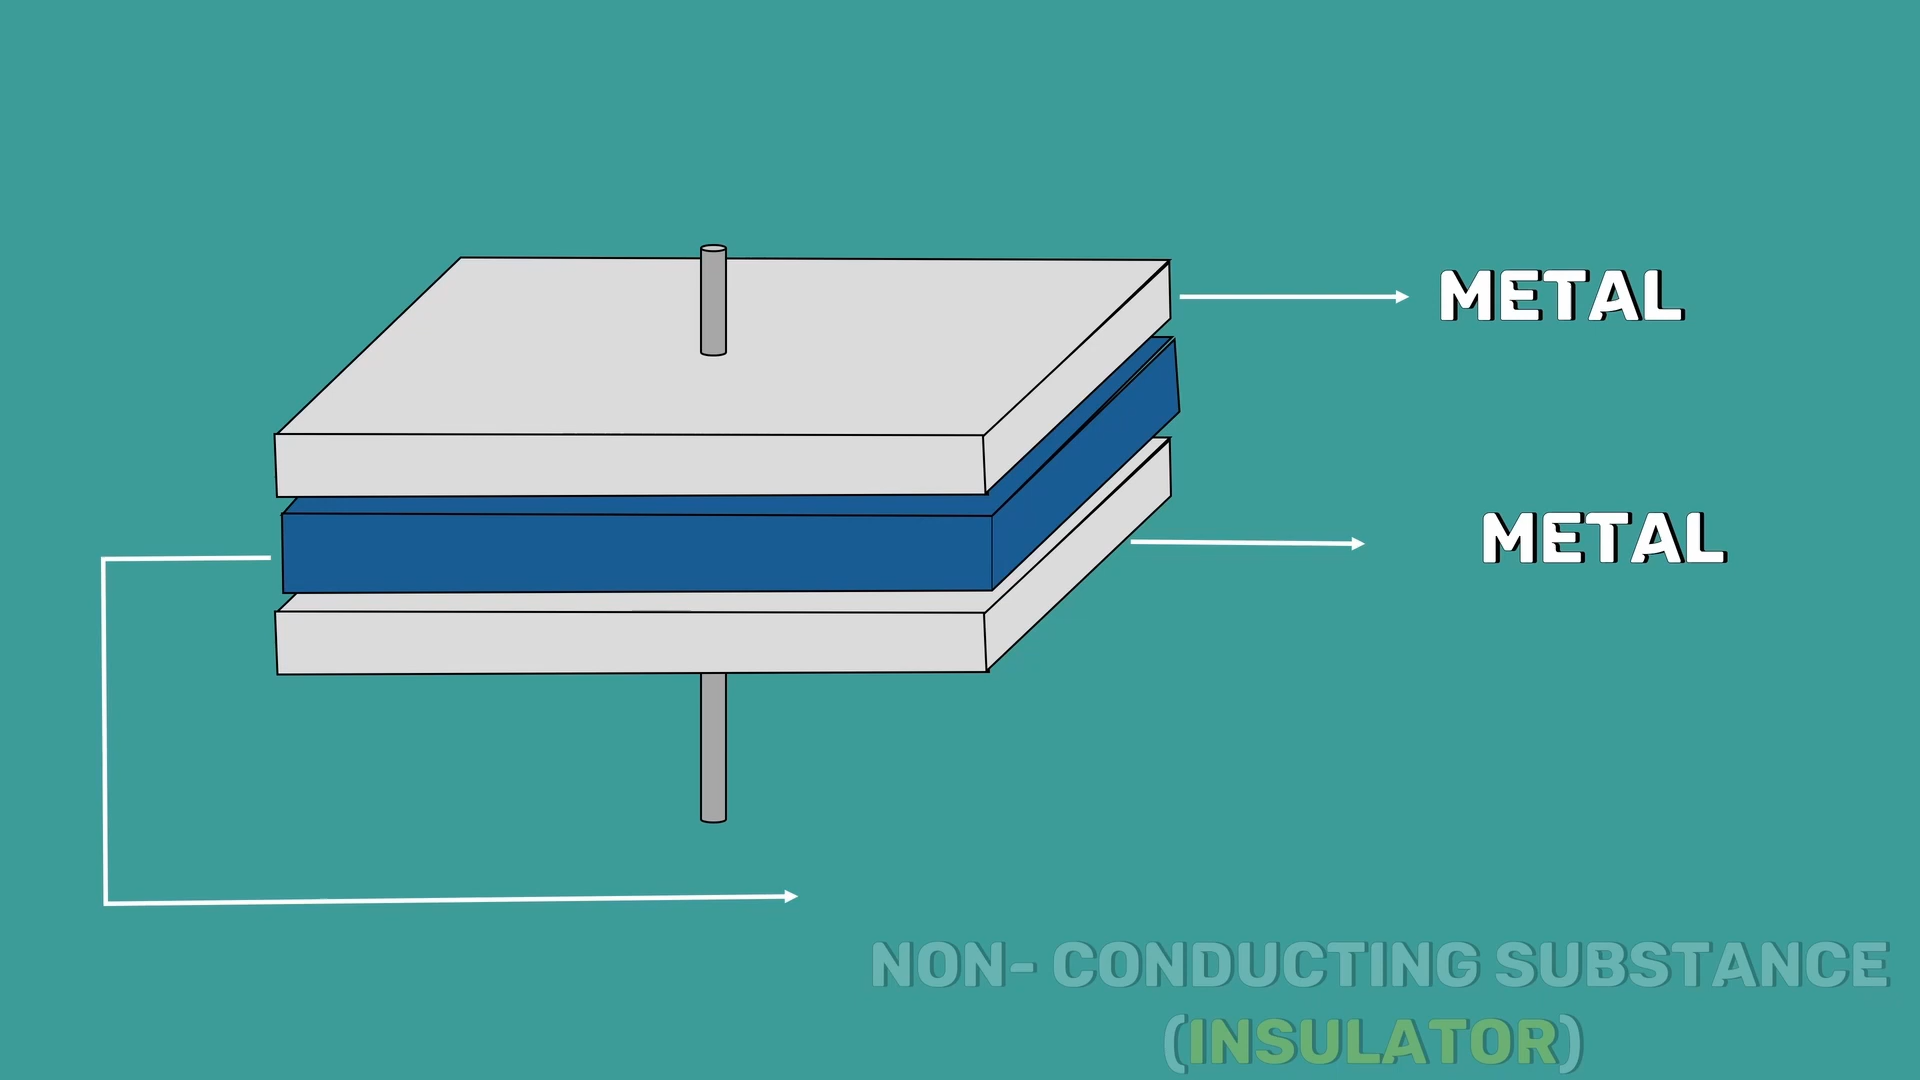 METAL
METAL
NON- CONDUCTING SUBSTANCE
(INSULATOR)